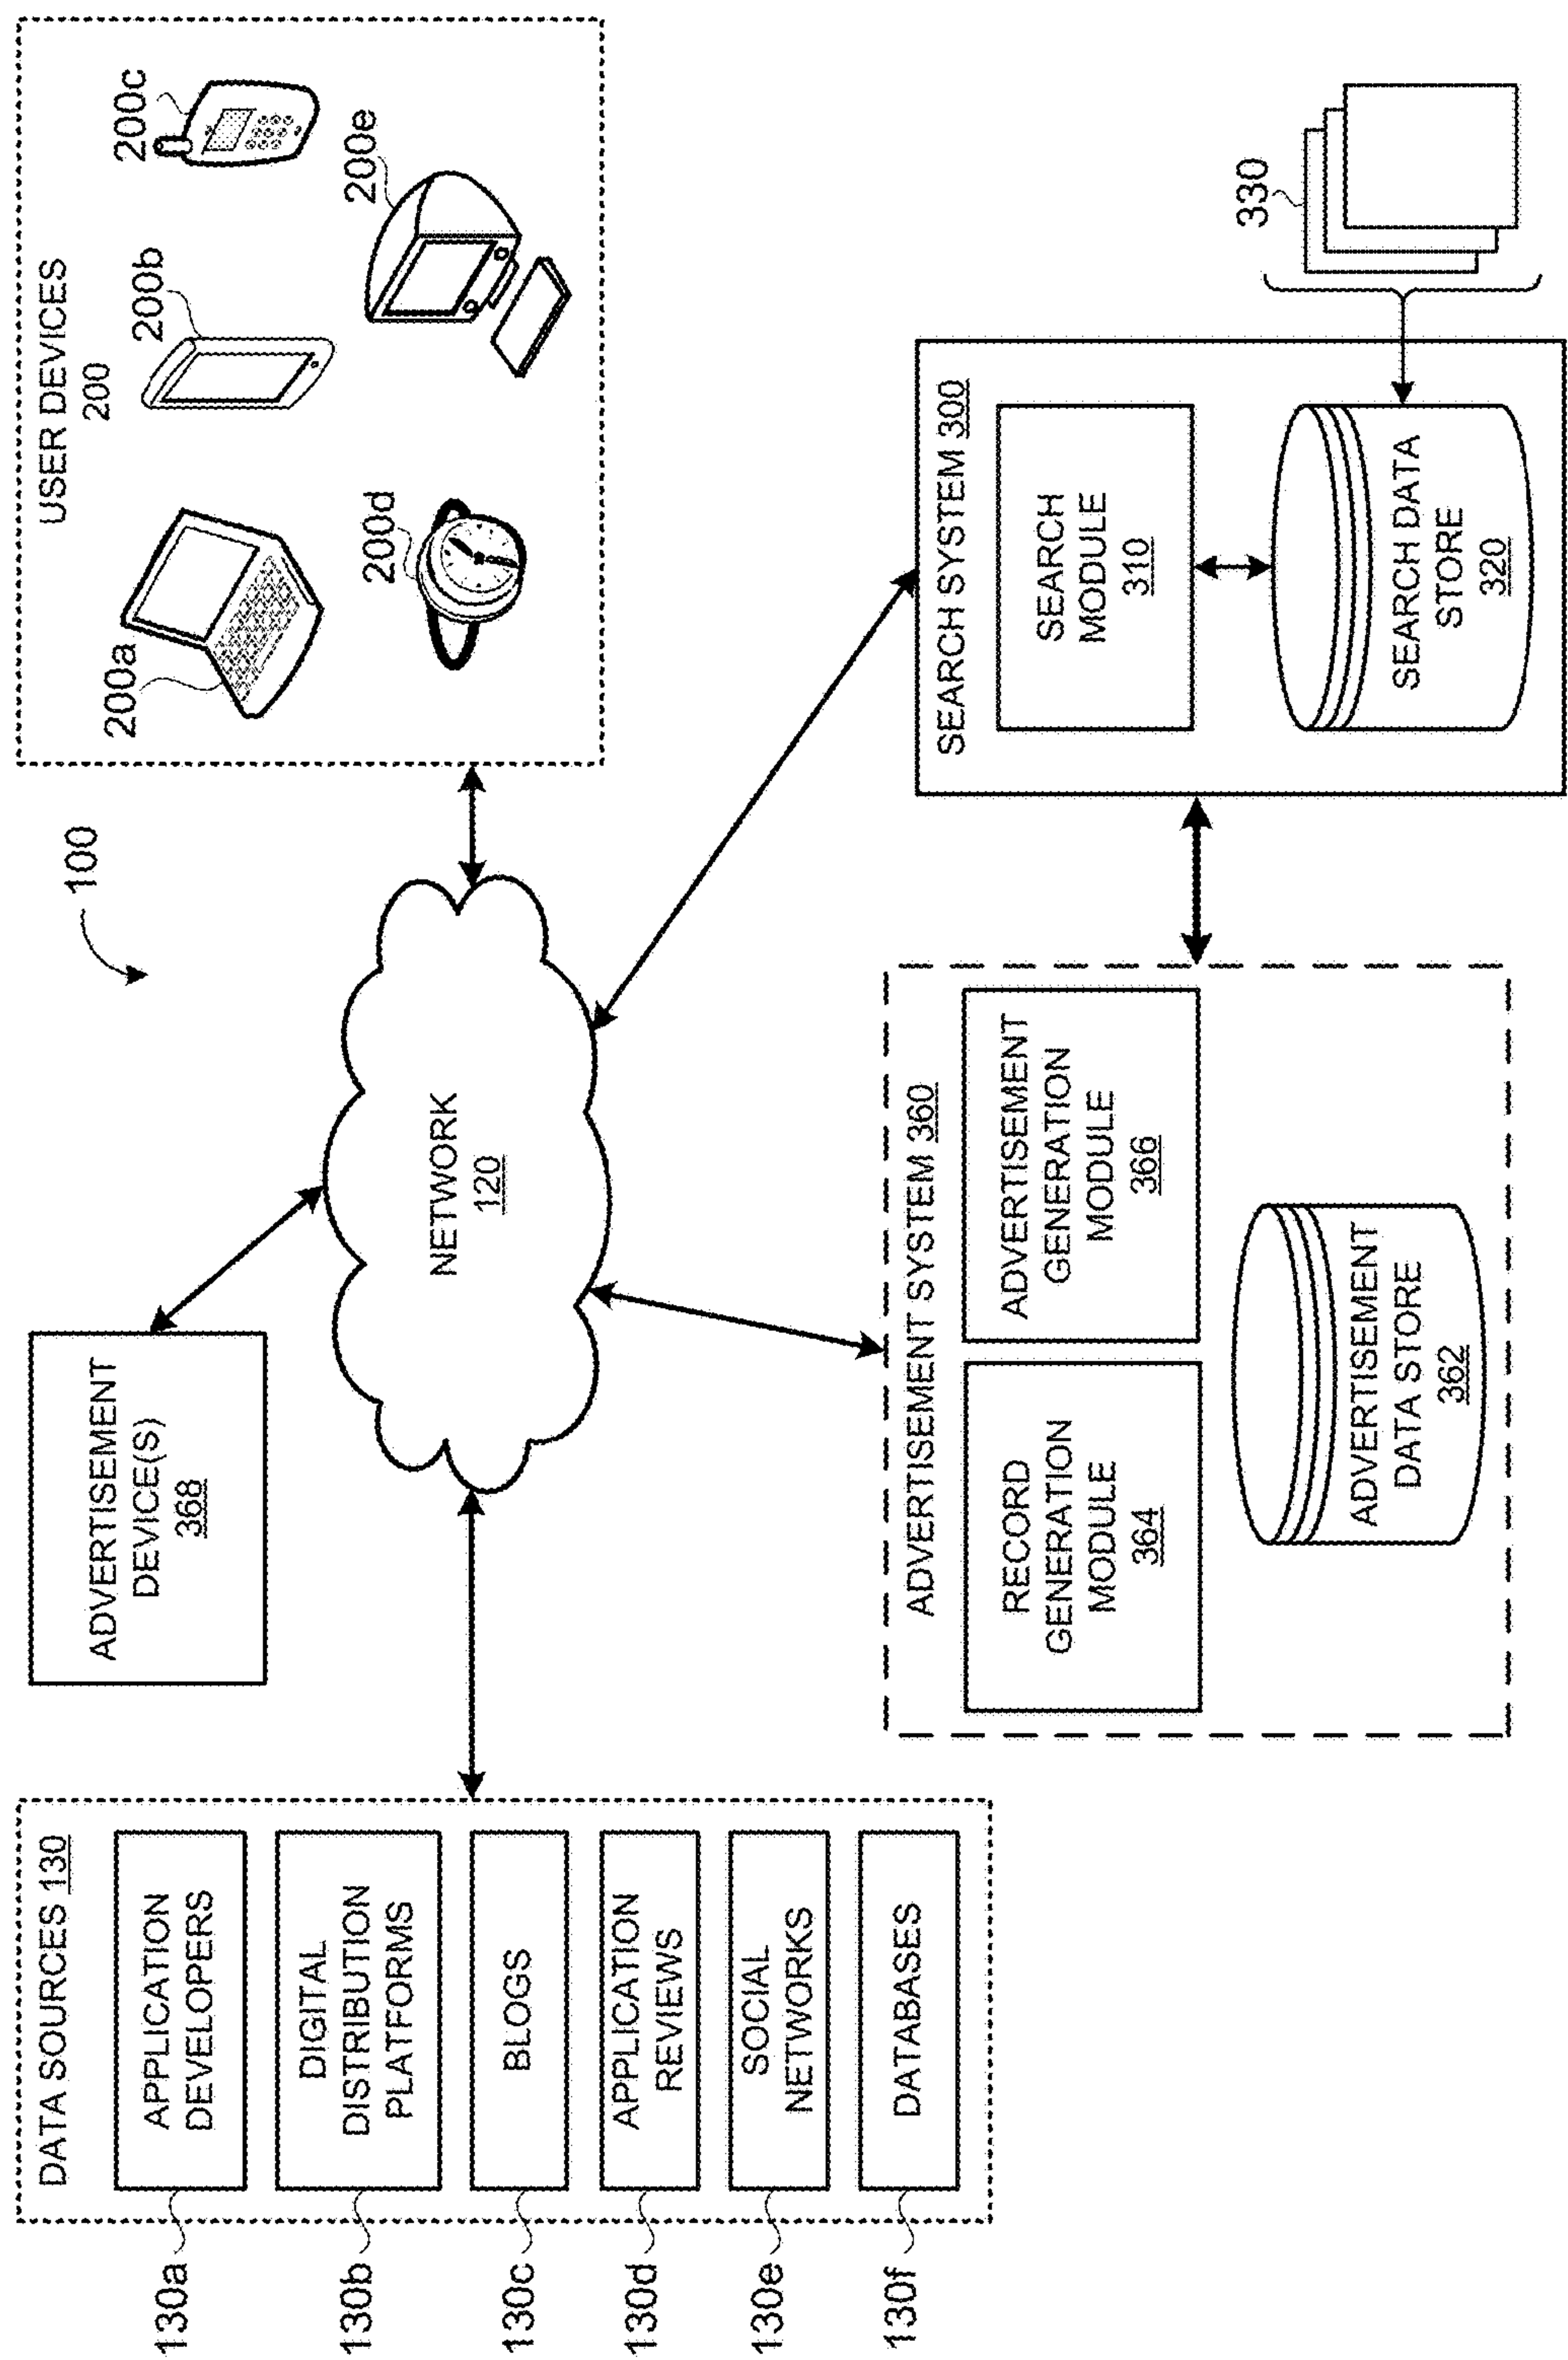 100
DATA SOURCES 130
130a
APPLICATION
DEVELOPERS
130b
DIGITAL
DISTRIBUTION
PLATFORMS
130c
BLOGS
130d
APPLICATION
REVIEWS
130e
SOCIAL
NETWORKS
130f
DATABASES
ADVERTISEMENT
DEVICE(S)
368
NETWORK
120
USER DEVICES
200
200a
200b
200c
200d
200e
ADVERTISEMENT SYSTEM 360
RECORD
GENERATION
MODULE
364
ADVERTISEMENT
GENERATION
MODULE
366
ADVERTISEMENT
DATA STORE
362
SEARCH SYSTEM 300
SEARCH
MODULE
310
SEARCH DATA
STORE
320
330